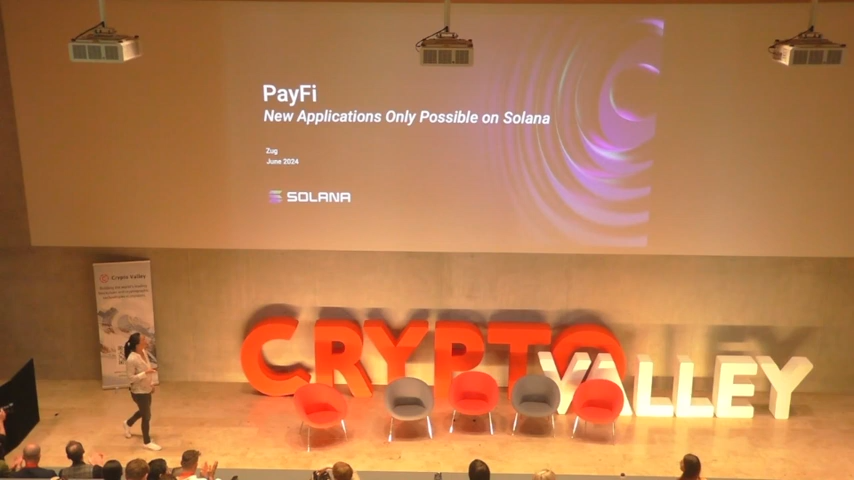 PayFi
New Applications Only Possible on Solana
Zug
June 2024
SOLANA
Crypto Valley
CRYPTO
VALLEY